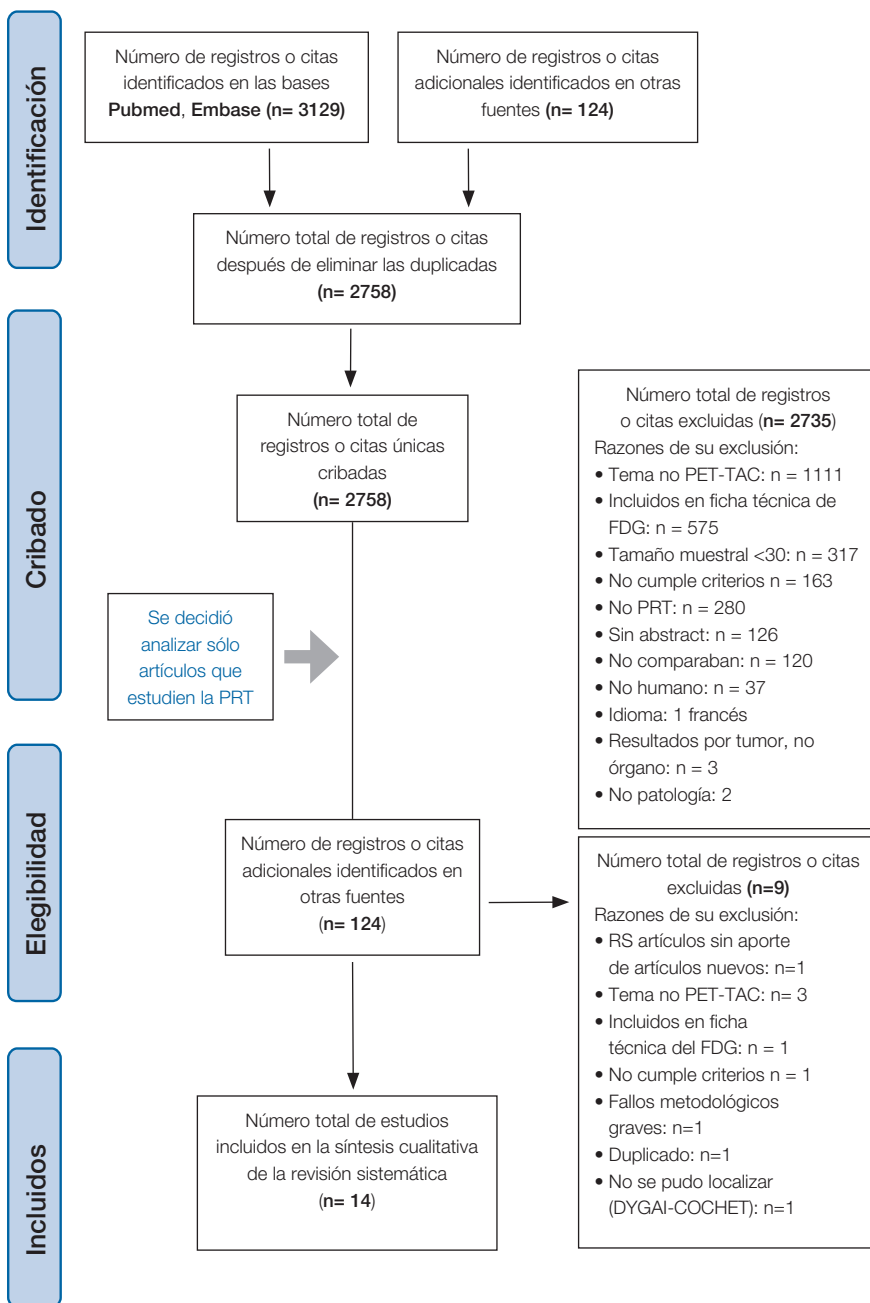 Identificación
Número de registros o citas
identificados en las bases
Pubmed, Embase (n= 3129)
Número de registros o citas
adicionales identificados en otras
fuentes (n= 124)
Número total de registros o citas
después de eliminar las duplicadas
(n= 2758)
Cribado
Número total de
registros o citas únicas
cribadas
(n= 2758)
Se decidió
analizar sólo
artículos que
estudien la PRT
Número total de registros
o citas excluidas (n= 2735)
Razones de su exclusión:
• Tema no PET-TAC: n = 1111
• Incluidos en ficha técnica de
FDG: n = 575
• Tamaño muestral <30: n = 317
• No cumple criterios n = 163
• No PRT: n = 280
• Sin abstract: n = 126
• No comparaban: n = 120
• No humano: n = 37
• Idioma: 1 francés
• Resultados por tumor, no
órgano: n = 3
• No patología: 2
Elegibilidad
Número de registros o citas
adicionales identificados en
otras fuentes
(n= 124)
Número total de registros o citas
excluidas (n=9)
Razones de su exclusión:
• RS artículos sin aporte
de artículos nuevos: n=1
• Tema no PET-TAC: n= 3
• Incluidos en ficha
técnica del FDG: n = 1
• No cumple criterios n = 1
• Fallos metodológicos
graves: n=1
• Duplicado: n=1
• No se pudo localizar
(DYGAI-COCHET): n=1
Incluidos
Número total de estudios
incluidos en la síntesis cualitativa
de la revisión sistemática
(n= 14)